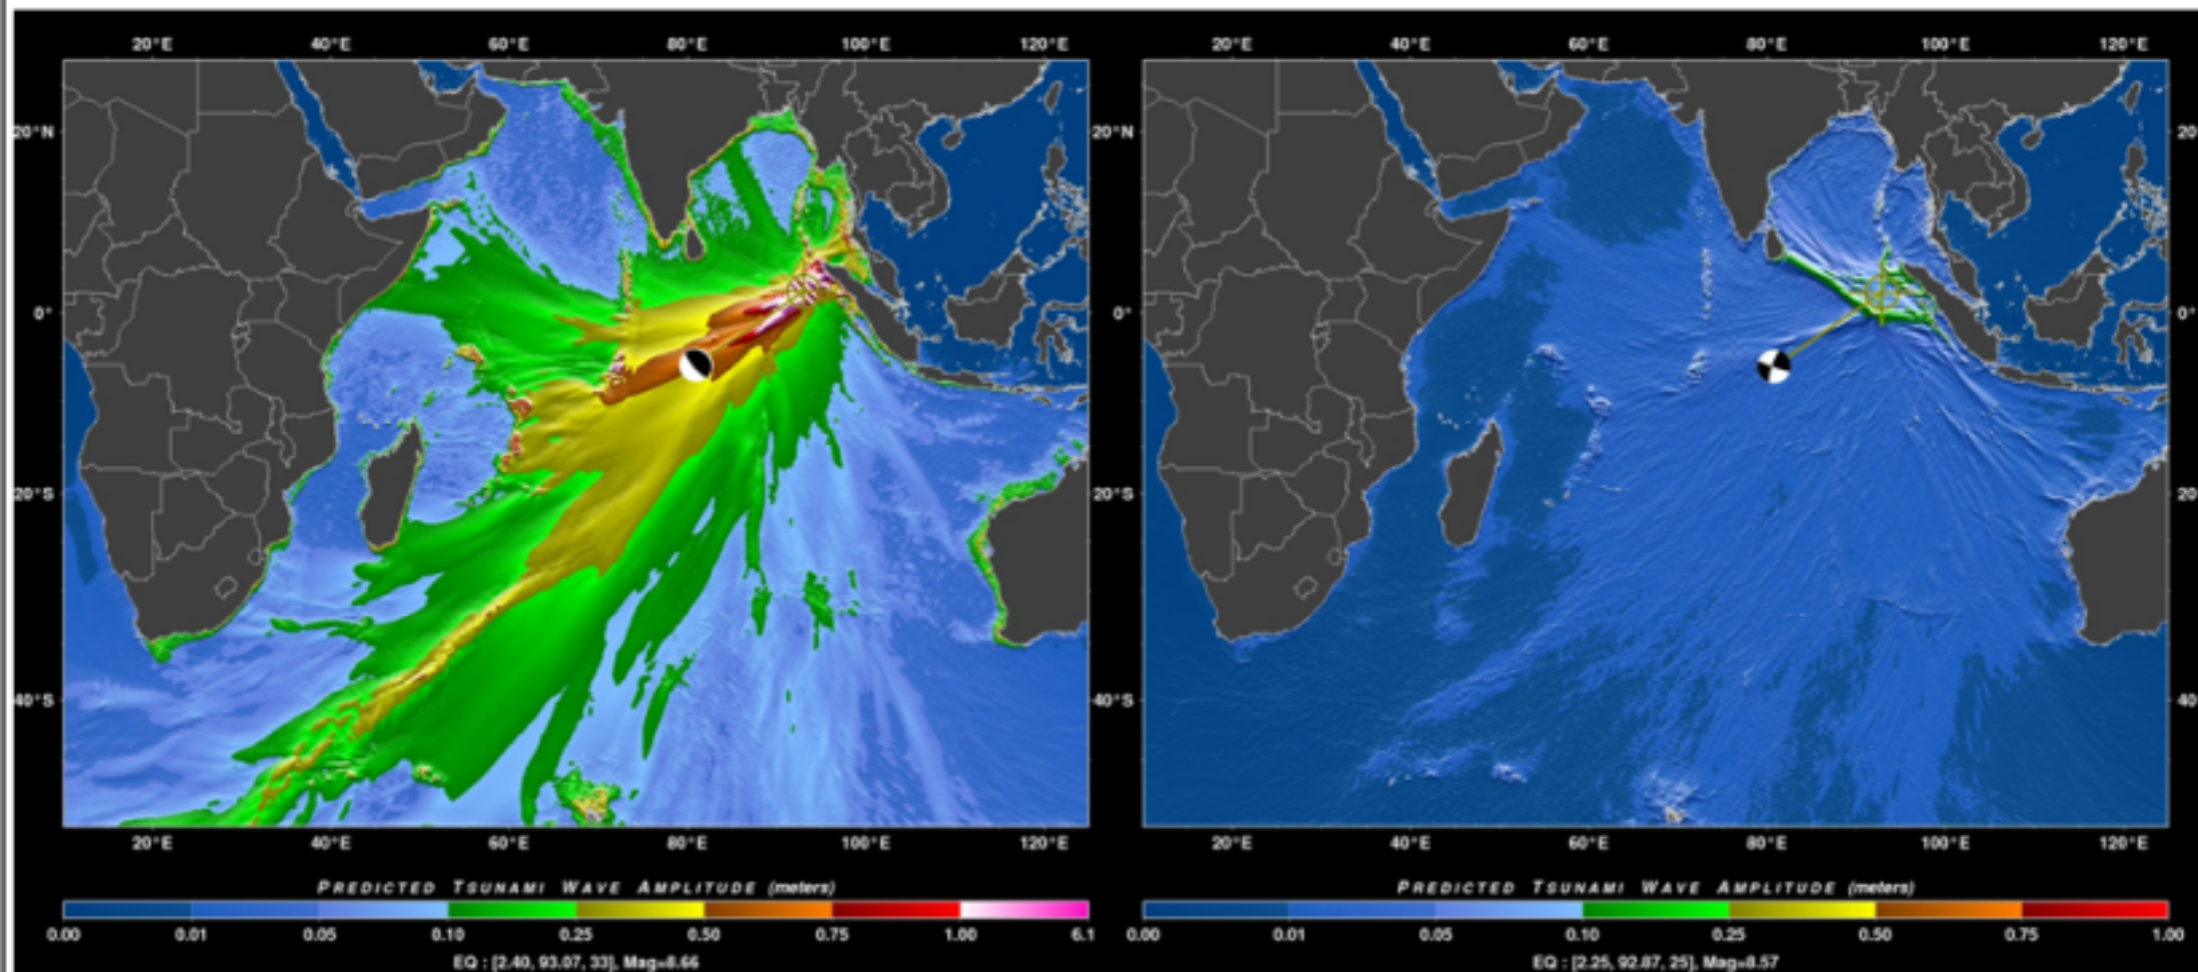 20°E 40°E 60°E 80°E 100°E 120°E 20°E 40°E 60°E 80°E 100°E 120°E
20°N 20°N 20
0° 0° 0°
20°S 20°S 20
40°S 40°S 40
20°E 40°E 60°E 80°E 100°E 120°E 20°E 40°E 60°E 80°E 100°E 120°E
PREDICTED TSUNAMI WAVE AMPLITUDE (meters) PREDICTED TSUNAMI WAVE AMPLITUDE (meters)
0.00 0.01 0.05 0.10 0.25 0.50 0.75 1.00 6.1 0.00 0.01 0.05 0.10 0.25 0.50 0.75 1.00
EQ : [2.40, 93.07, 33], Mag=8.66 EQ : [2.25, 92.87, 25], Mag=8.57